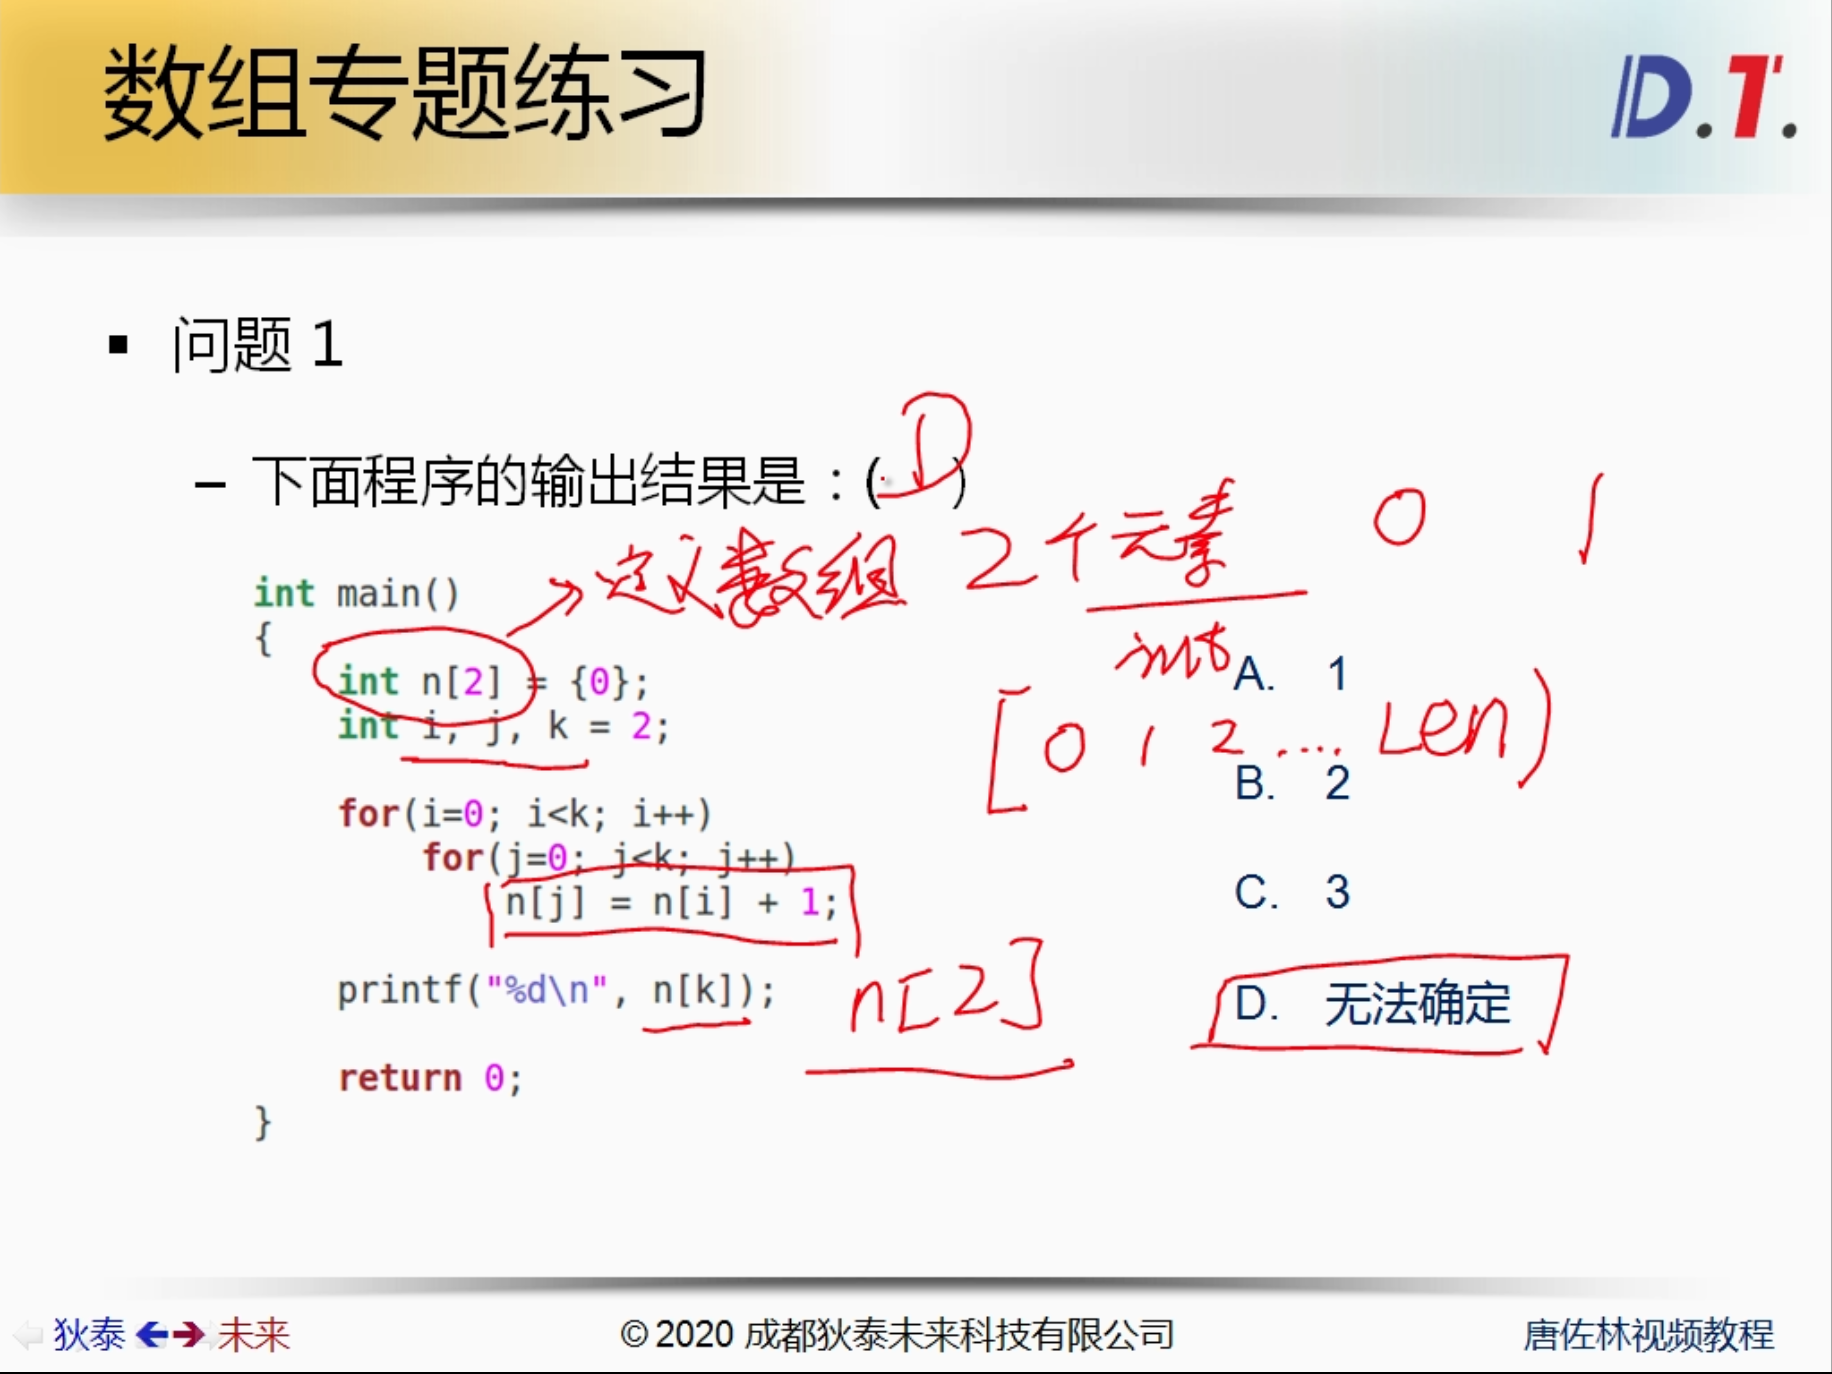 数组专题练习
D.T.
▪ 问题 1
– 下面程序的输出结果是：( D )
定义数组 2个元素 0 1
int
int main()
{
int n[2] = {0};
int i, j, k = 2;
for(i=0; i<k; i++)
for(j=0; j<k; j++)
n[j] = n[i] + 1;
printf("%d\n", n[k]);
return 0;
}
n[2]
A. 1
[0 1 2 .... Len)
B. 2
C. 3
D. 无法确定
狄泰 未来
© 2020 成都狄泰未来科技有限公司
唐佐林视频教程